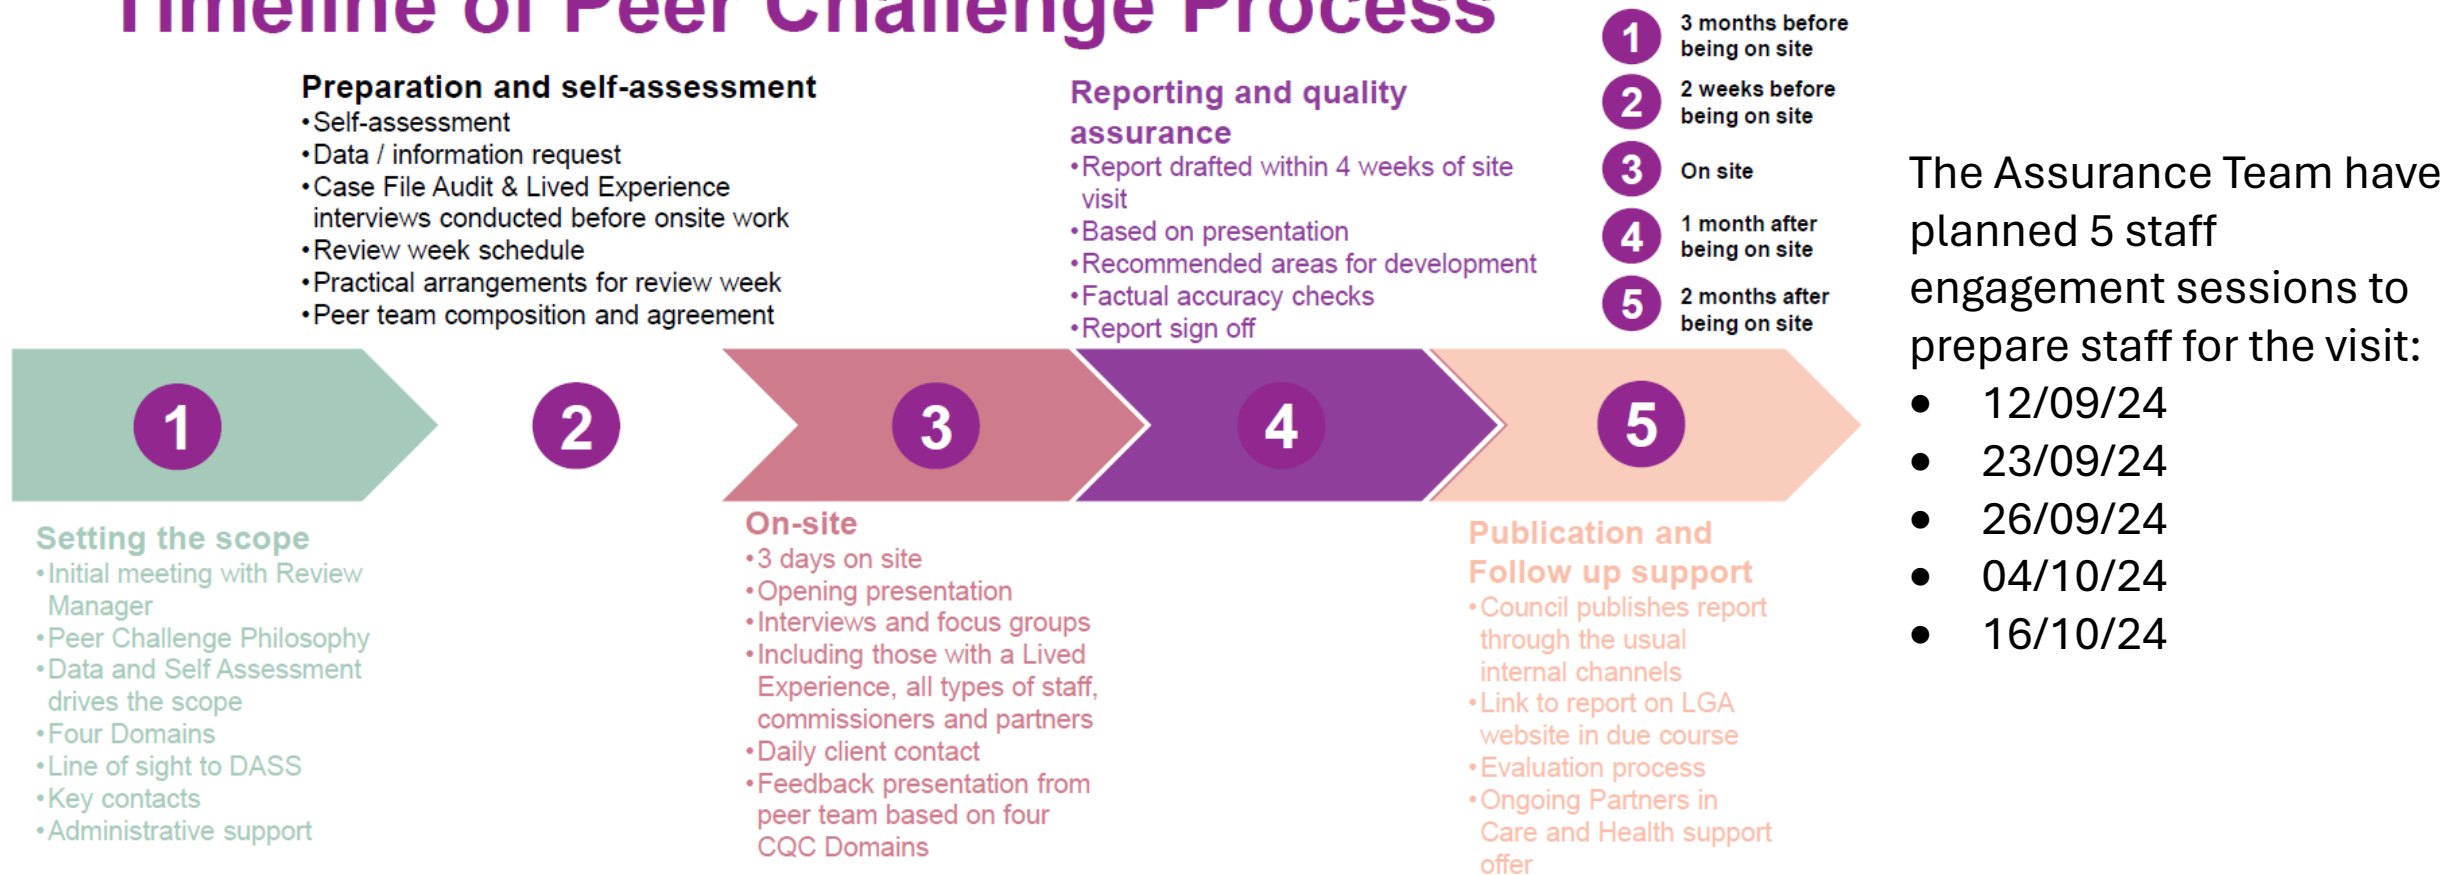 Timeline of Peer Challenge Process
Preparation and self-assessment
•Self-assessment
•Data / information request
•Case File Audit & Lived Experience
interviews conducted before onsite work
•Review week schedule
•Practical arrangements for review week
•Peer team composition and agreement
Reporting and quality
assurance
•Report drafted within 4 weeks of site
visit
•Based on presentation
•Recommended areas for development
•Factual accuracy checks
•Report sign off
1 3 months before
being on site
2 2 weeks before
being on site
3 On site
4 1 month after
being on site
5 2 months after
being on site
1
2
3
4
5
Setting the scope
•Initial meeting with Review
Manager
•Peer Challenge Philosophy
•Data and Self Assessment
drives the scope
•Four Domains
•Line of sight to DASS
•Key contacts
•Administrative support
On-site
•3 days on site
•Opening presentation
•Interviews and focus groups
•Including those with a Lived
Experience, all types of staff,
commissioners and partners
•Daily client contact
•Feedback presentation from
peer team based on four
CQC Domains
Publication and
Follow up support
•Council publishes report
through the usual
internal channels
•Link to report on LGA
website in due course
•Evaluation process
•Ongoing Partners in
Care and Health support
offer
The Assurance Team have
planned 5 staff
engagement sessions to
prepare staff for the visit:
• 12/09/24
• 23/09/24
• 26/09/24
• 04/10/24
• 16/10/24